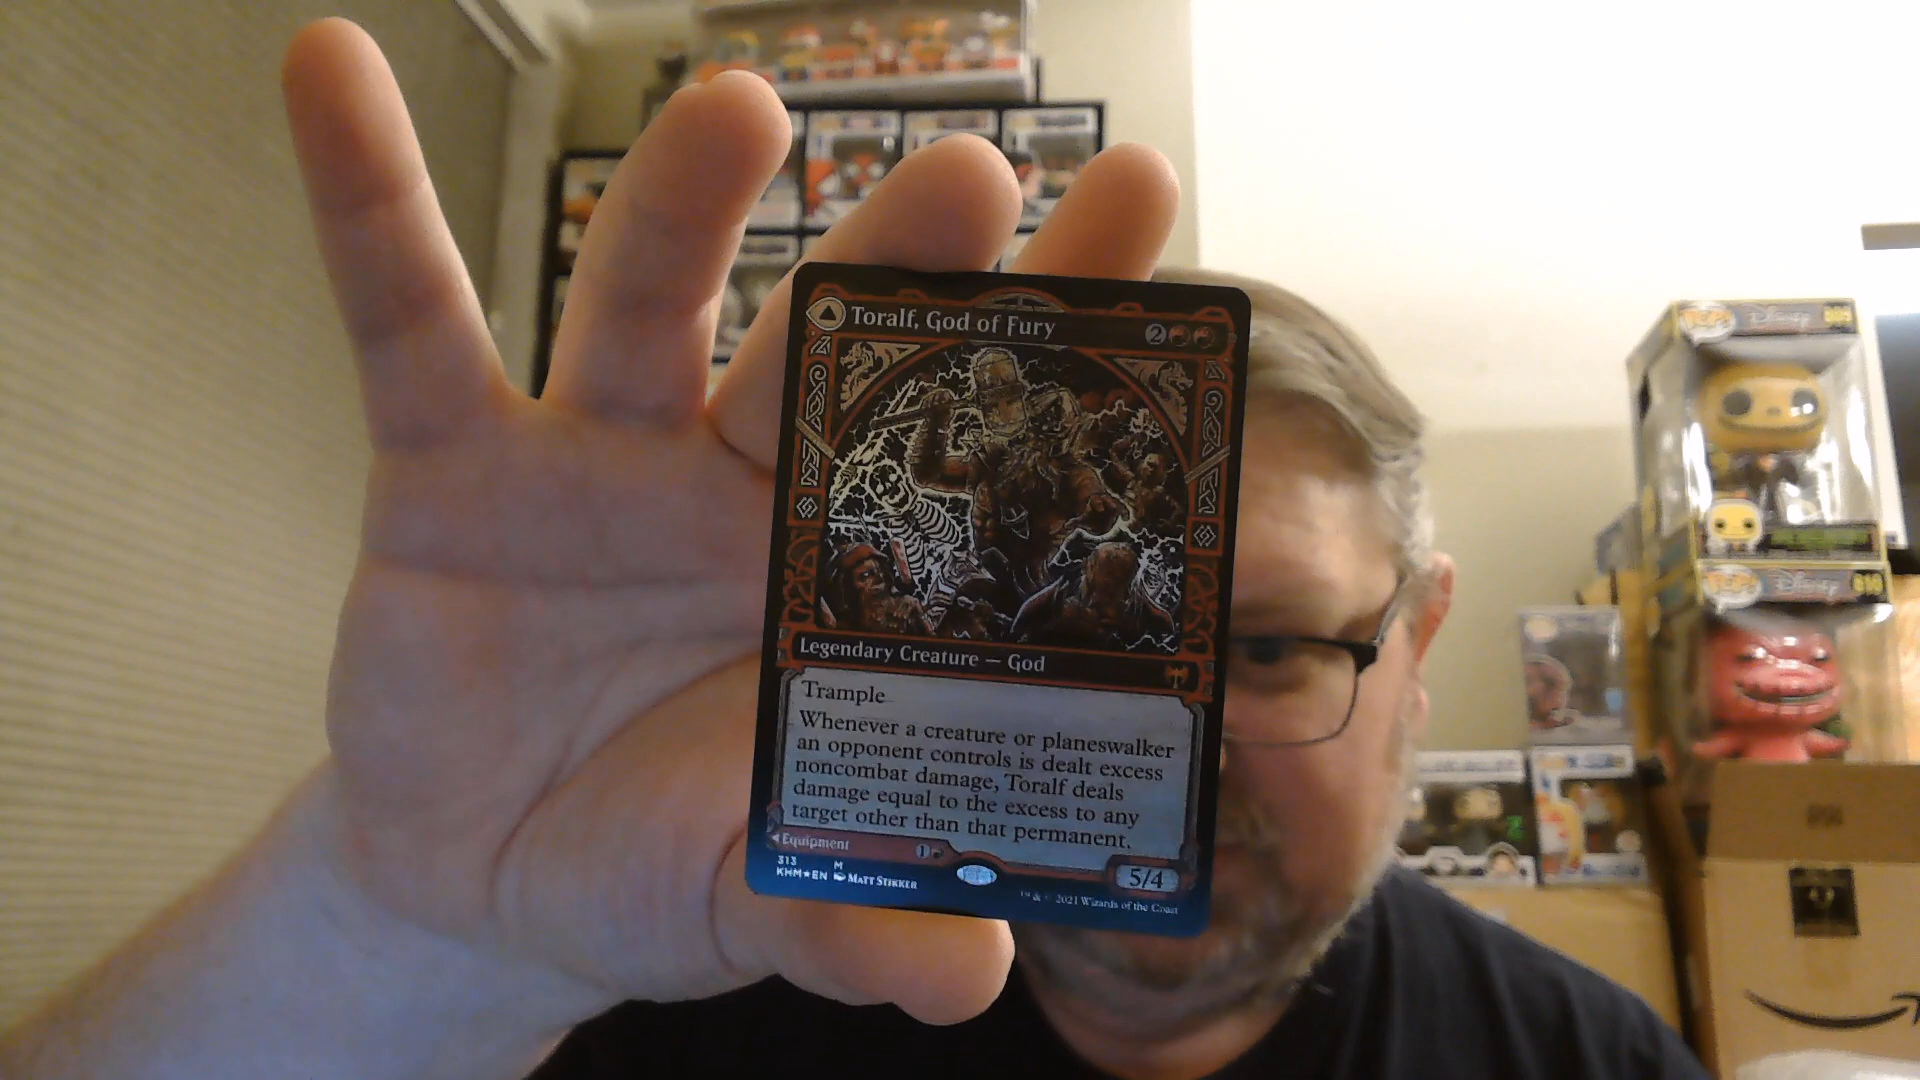 Toralf, God of Fury 2
Legendary Creature — God
Trample
Whenever a creature or planeswalker
an opponent controls is dealt excess
noncombat damage, Toralf deals
damage equal to the excess to any
target other than that permanent.
Equipment 1
5/4
313 M
KHM★EN MATT STIKKER
™ & © 2021 Wizards of the Coast
POP! Disney
POP! Disney